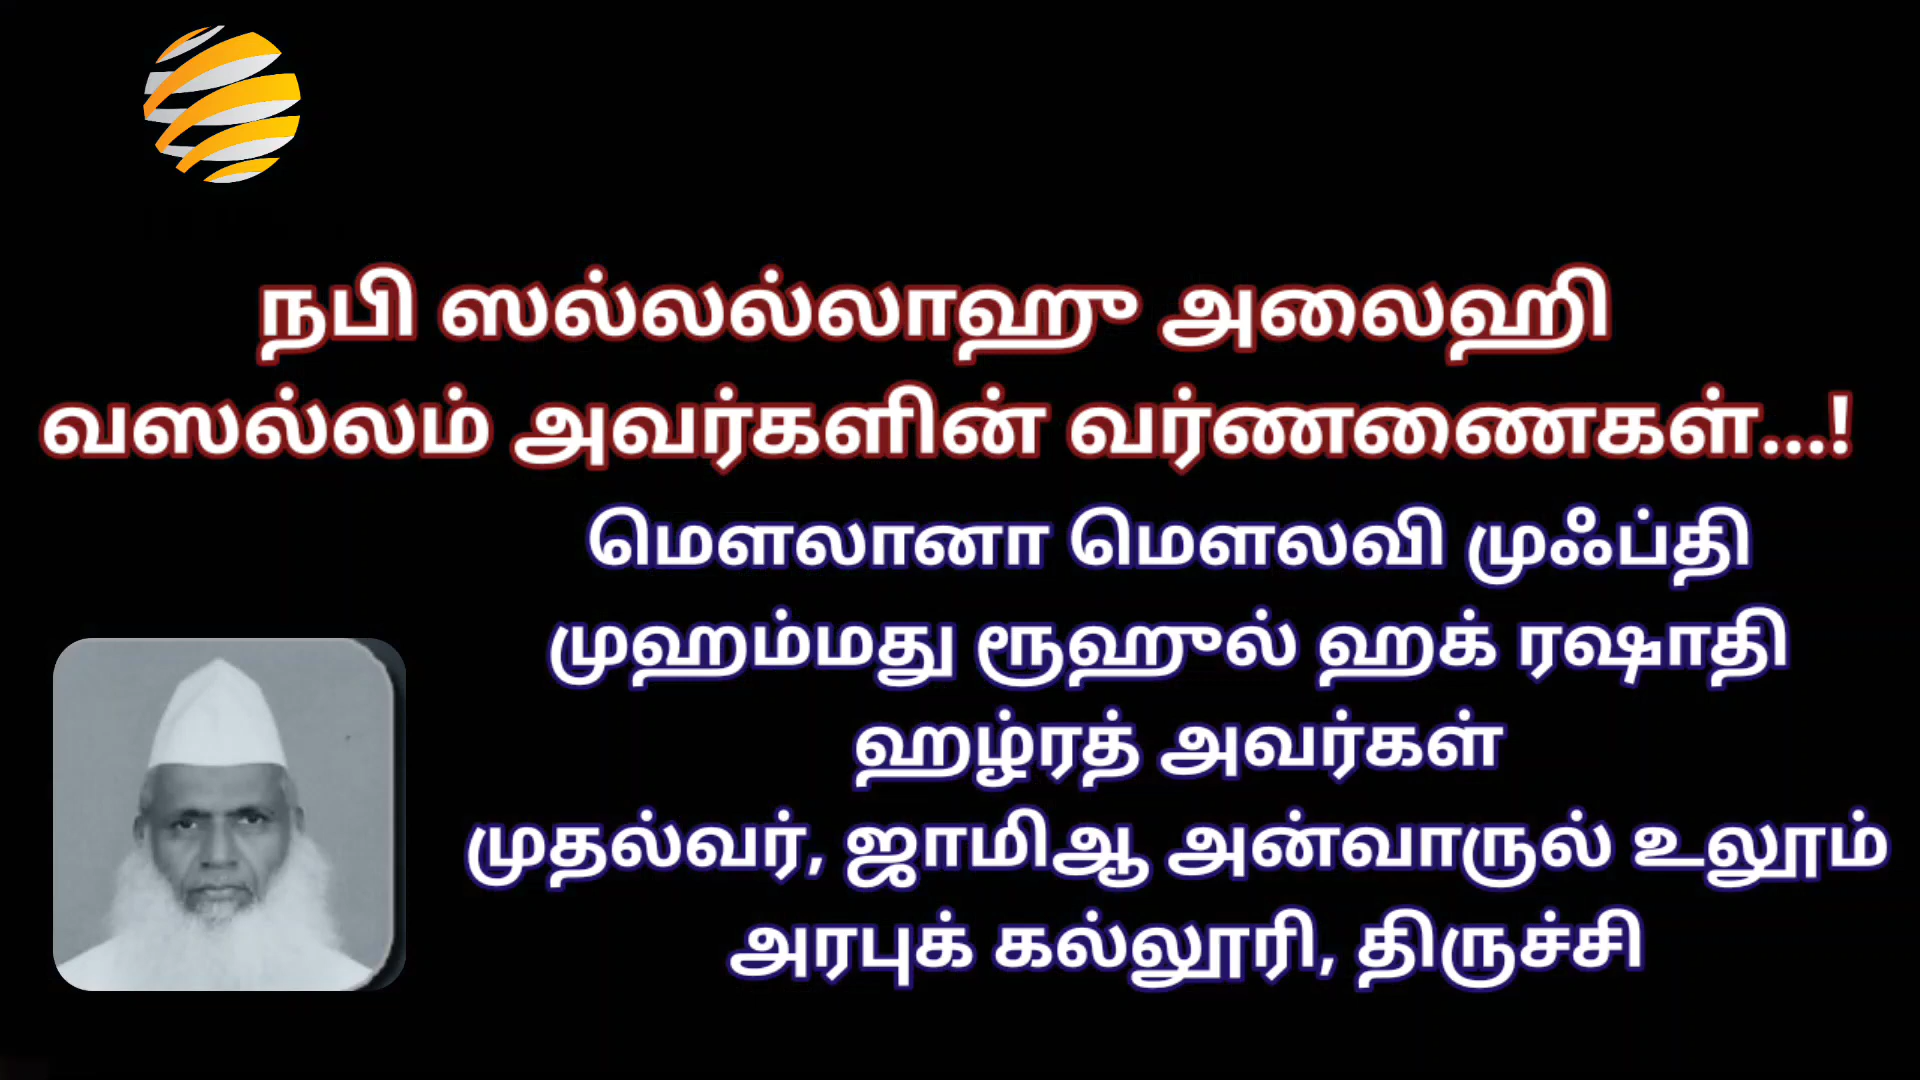 நபி ஸல்லல்லாஹு அலைஹி
வஸல்லம் அவர்களின் வர்ணணைகள்...!
மௌலானா மௌலவி முஃப்தி
முஹம்மது ரூஹுல் ஹக் ரஷாதி
ஹழ்ரத் அவர்கள்
முதல்வர், ஜாமிஆ அன்வாருல் உலூம்
அரபுக் கல்லூரி, திருச்சி